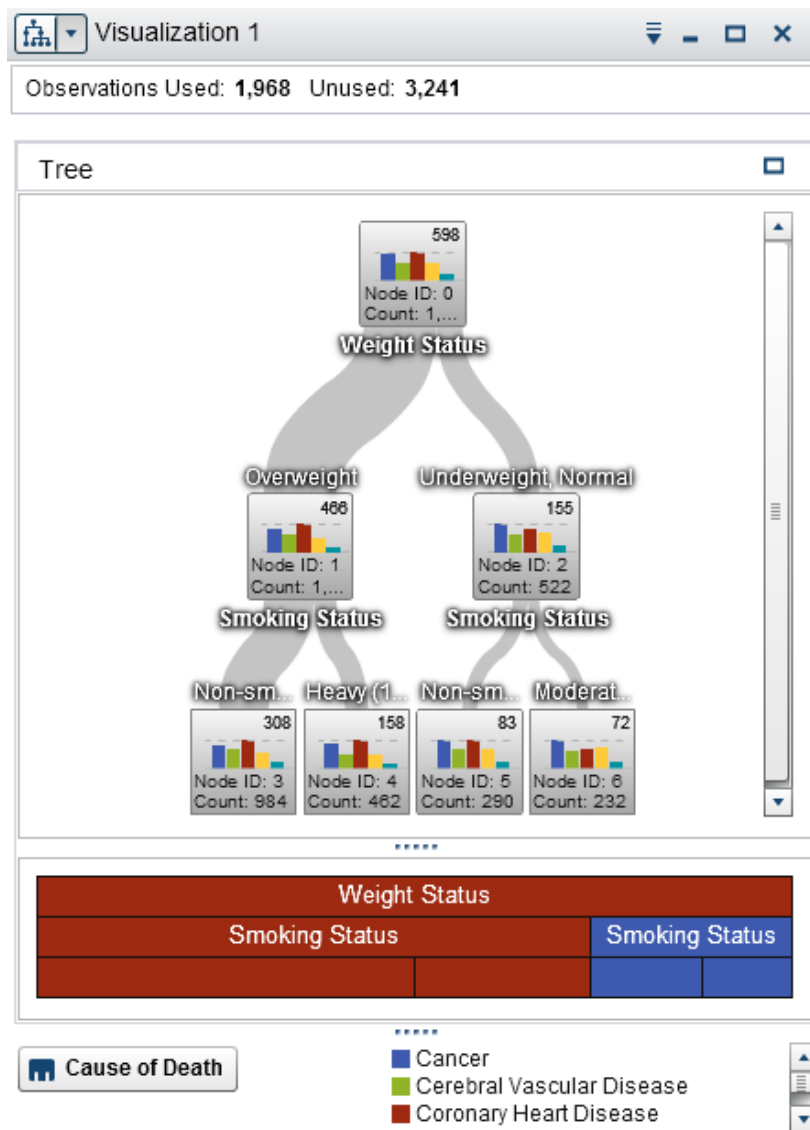 Visualization 1
Observations Used: 1,968 Unused: 3,241
Tree
598
Node ID: 0
Count: 1,...
Weight Status
Overweight
Underweight, Normal
466
Node ID: 1
Count: 1,...
Smoking Status
155
Node ID: 2
Count: 522
Smoking Status
Non-sm...
Heavy (1...
Non-sm...
Moderat...
308
Node ID: 3
Count: 984
158
Node ID: 4
Count: 462
83
Node ID: 5
Count: 290
72
Node ID: 6
Count: 232
Weight Status
Smoking Status
Smoking Status
Cause of Death
Cancer
Cerebral Vascular Disease
Coronary Heart Disease